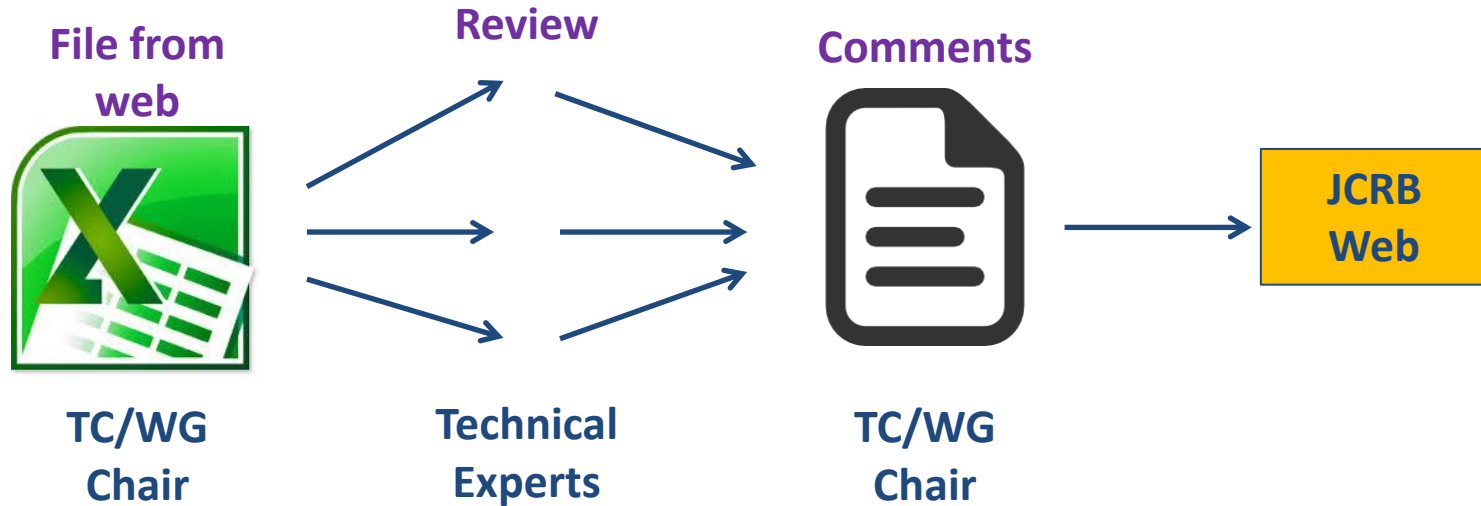 File from
web
Review
Comments
JCRB
Web
TC/WG
Chair
Technical
Experts
TC/WG
Chair